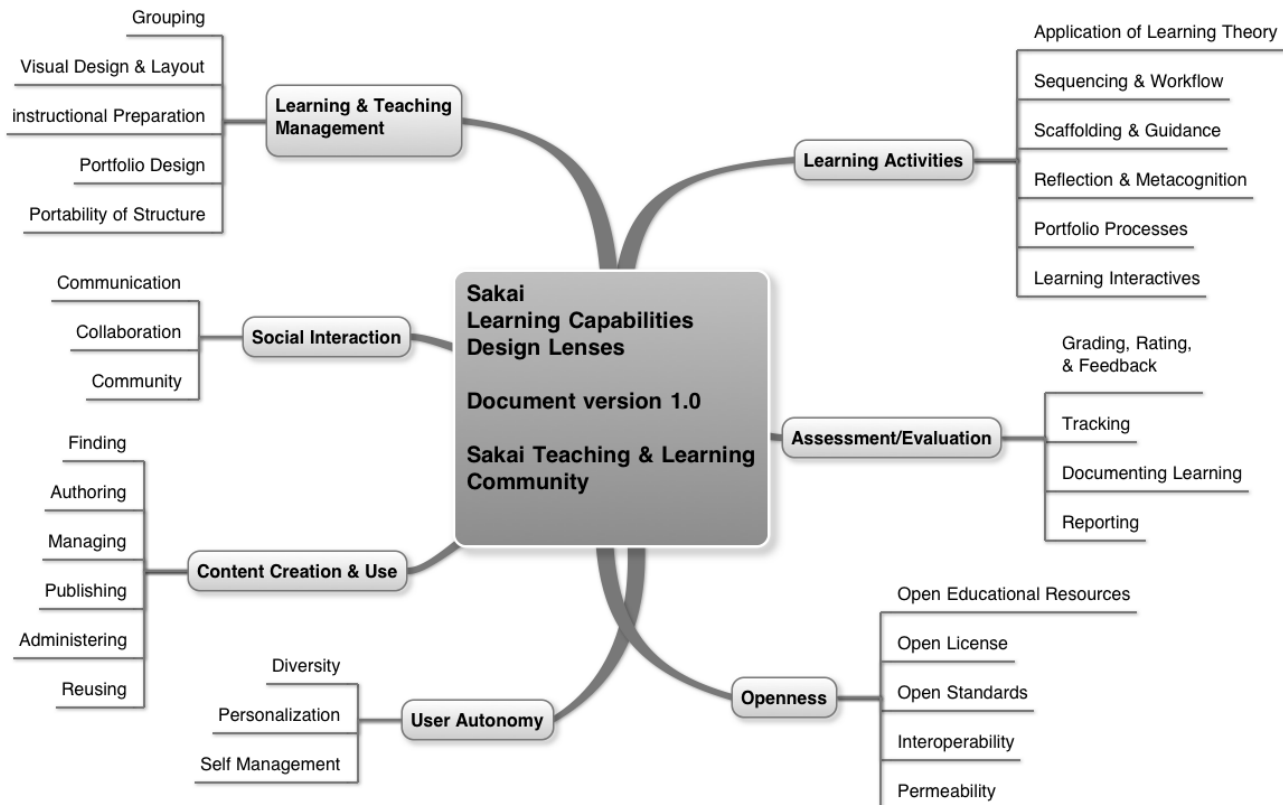 Sakai
Learning Capabilities
Design Lenses
Document version 1.0
Sakai Teaching & Learning
Community
Learning & Teaching
Management
Grouping
Visual Design & Layout
instructional Preparation
Portfolio Design
Portability of Structure
Social Interaction
Communication
Collaboration
Community
Content Creation & Use
Finding
Authoring
Managing
Publishing
Administering
Reusing
User Autonomy
Diversity
Personalization
Self Management
Learning Activities
Application of Learning Theory
Sequencing & Workflow
Scaffolding & Guidance
Reflection & Metacognition
Portfolio Processes
Learning Interactives
Assessment/Evaluation
Grading, Rating,
& Feedback
Tracking
Documenting Learning
Reporting
Openness
Open Educational Resources
Open License
Open Standards
Interoperability
Permeability